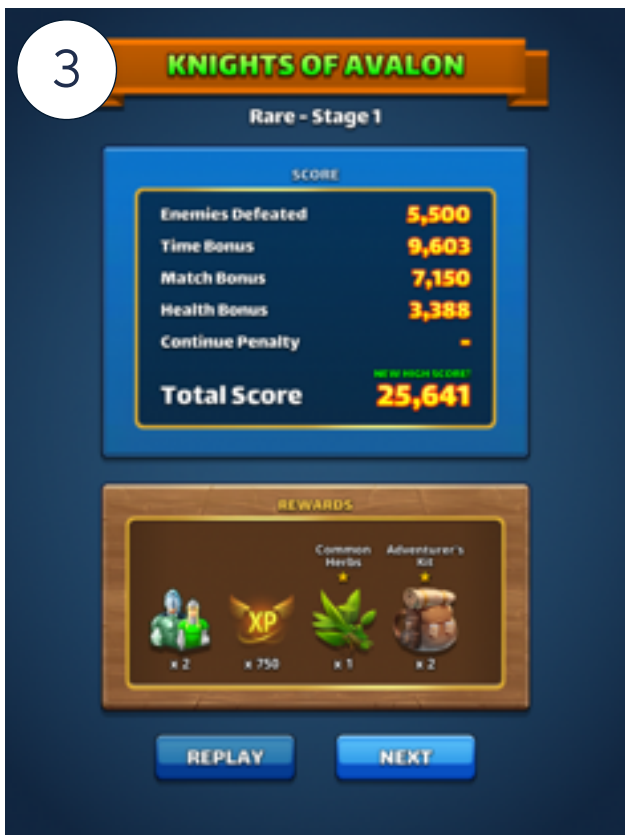 3
KNIGHTS OF AVALON
Rare - Stage 1
SCORE
Enemies Defeated 5,500
Time Bonus 9,603
Match Bonus 7,150
Health Bonus 3,388
Continue Penalty -
NEW HIGH SCORE!
Total Score 25,641
REWARDS
Common Adventurer's
Herbs Kit
XP
x 2 x 750 x 1 x 2
REPLAY NEXT